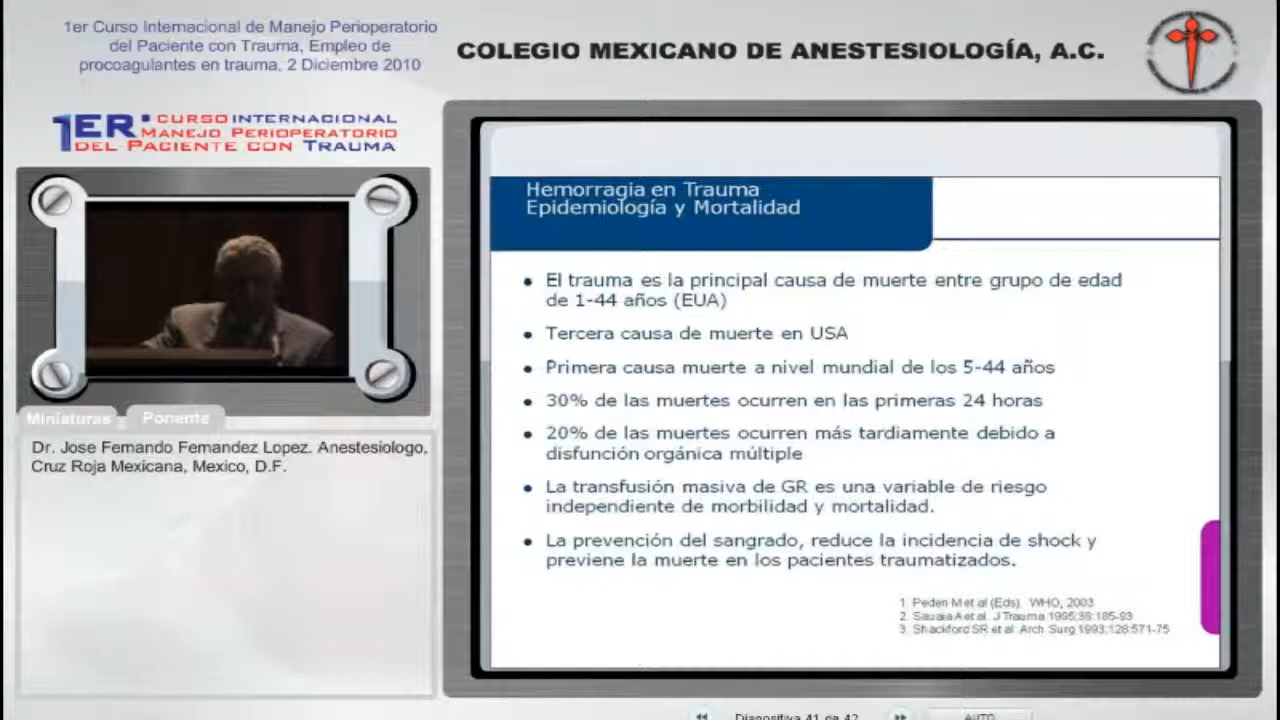 1er Curso Internacional de Manejo Perioperatorio
del Paciente con Trauma, Empleo de
procoagulantes en trauma, 2 Diciembre 2010
COLEGIO MEXICANO DE ANESTESIOLOGÍA, A.C.
1ER. CURSO INTERNACIONAL
MANEJO PERIOPERATORIO
DEL PACIENTE CON TRAUMA
Miniaturas
Ponente
Dr. Jose Fernando Fernandez Lopez. Anestesiologo,
Cruz Roja Mexicana, Mexico, D.F.
Hemorragia en Trauma
Epidemiología y Mortalidad
• El trauma es la principal causa de muerte entre grupo de edad
de 1-44 años (EUA)
• Tercera causa de muerte en USA
• Primera causa muerte a nivel mundial de los 5-44 años
• 30% de las muertes ocurren en las primeras 24 horas
• 20% de las muertes ocurren más tardiamente debido a
disfunción orgánica múltiple
• La transfusión masiva de GR es una variable de riesgo
independiente de morbilidad y mortalidad.
• La prevención del sangrado, reduce la incidencia de shock y
previene la muerte en los pacientes traumatizados.
1. Peden M et al (Eds). WHO, 2003
2. Sauaia A et al. J Trauma 1995;38:185-93
3. Shackford SR et al. Arch Surg 1993;128:571-75
Diapositiva 41 de 42
AUTO